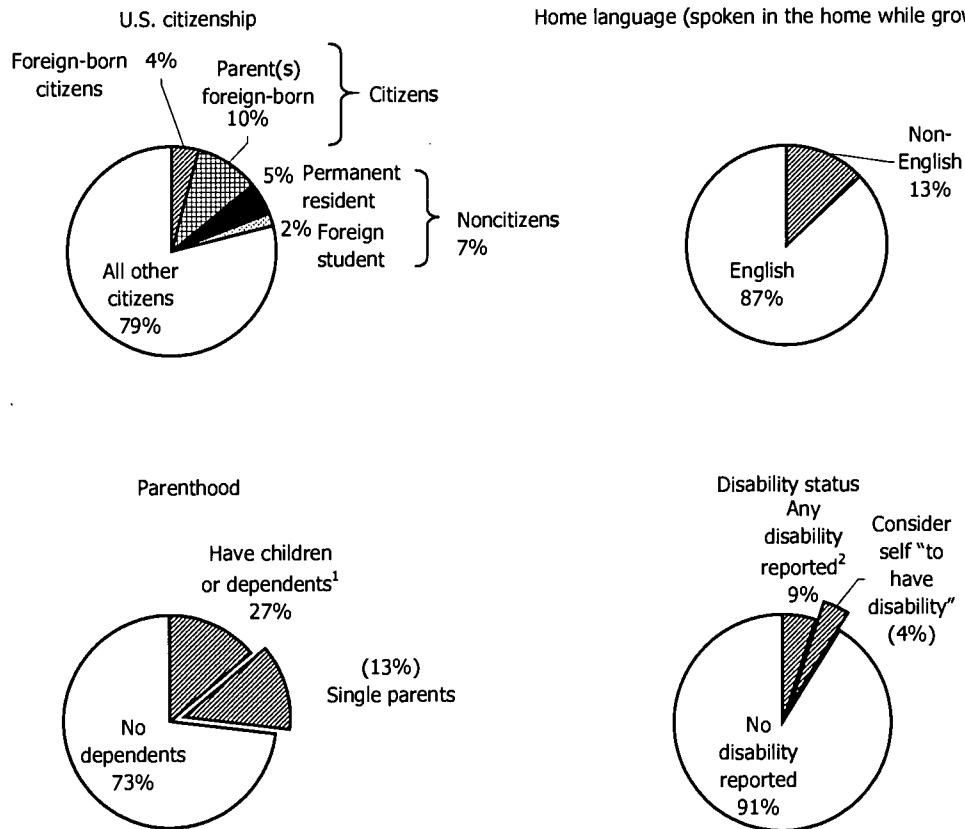 U.S. citizenship
Foreign-born 4%
citizens
Parent(s)
foreign-born
10%
Citizens
5% Permanent
resident
2% Foreign
student
Noncitizens
7%
All other
citizens
79%
Home language (spoken in the home while grow
Non-
English
13%
English
87%
Parenthood
Have children
or dependents¹
27%
(13%)
Single parents
No
dependents
73%
Disability status
Any
disability
reported²
9%
Consider
self "to
have
disability"
(4%)
No
disability
reported
91%